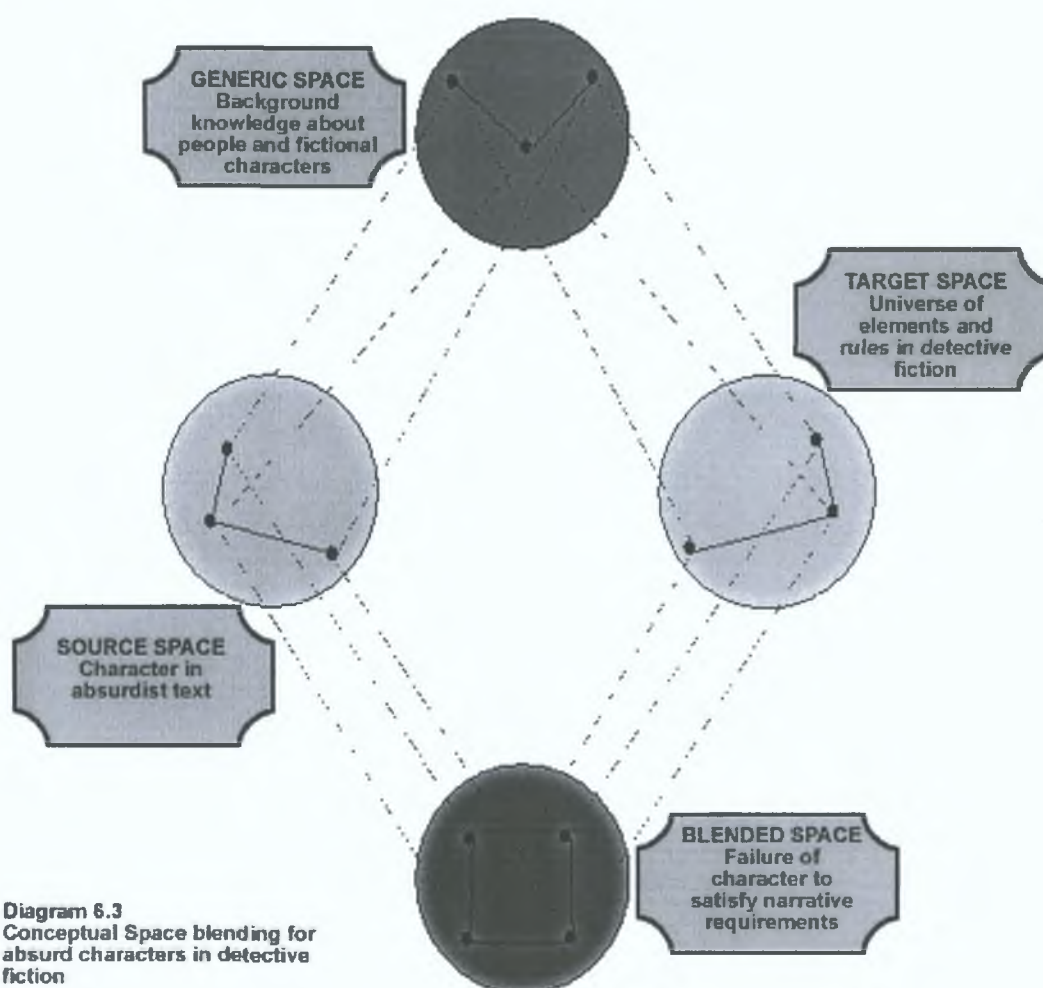 GENERIC SPACE
Background
knowledge about
people and fictional
characters
TARGET SPACE
Universe of
elements and
rules in detective
fiction
SOURCE SPACE
Character in
absurdist text
BLENDED SPACE
Failure of
character to
satisfy narrative
requirements
Diagram 6.3
Conceptual Space blending for
absurd characters in detective
fiction